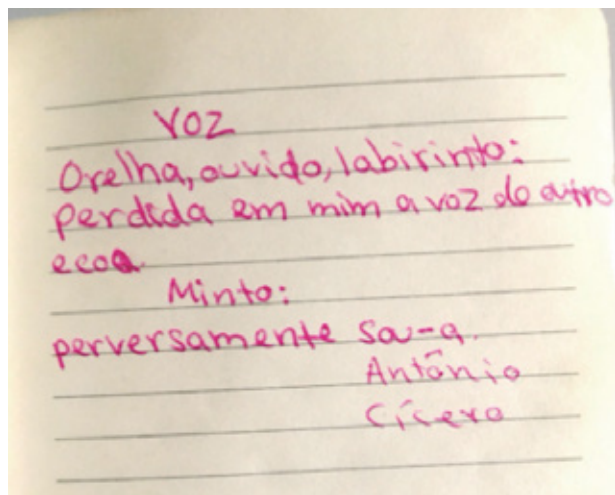 VOZ
Orelha, ouvido, labirinto:
perdida em mim a voz do outro
ecoa.
Minto:
perversamente sou-a.
Antônio
Cícero